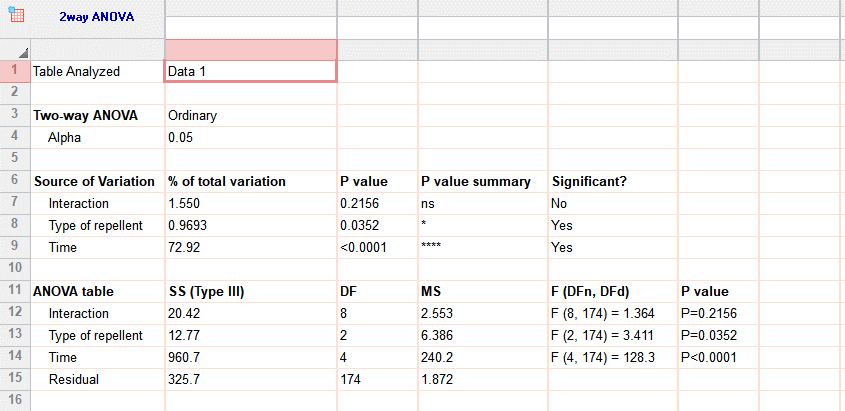 2way ANOVA
1 Table Analyzed Data 1
2
3 Two-way ANOVA Ordinary
4 Alpha 0.05
5
6 Source of Variation % of total variation P value P value summary Significant?
7 Interaction 1.550 0.2156 ns No
8 Type of repellent 0.9693 0.0352 * Yes
9 Time 72.92 <0.0001 **** Yes
10
11 ANOVA table SS (Type III) DF MS F (DFn, DFd) P value
12 Interaction 20.42 8 2.553 F (8, 174) = 1.364 P=0.2156
13 Type of repellent 12.77 2 6.386 F (2, 174) = 3.411 P=0.0352
14 Time 960.7 4 240.2 F (4, 174) = 128.3 P<0.0001
15 Residual 325.7 174 1.872
16